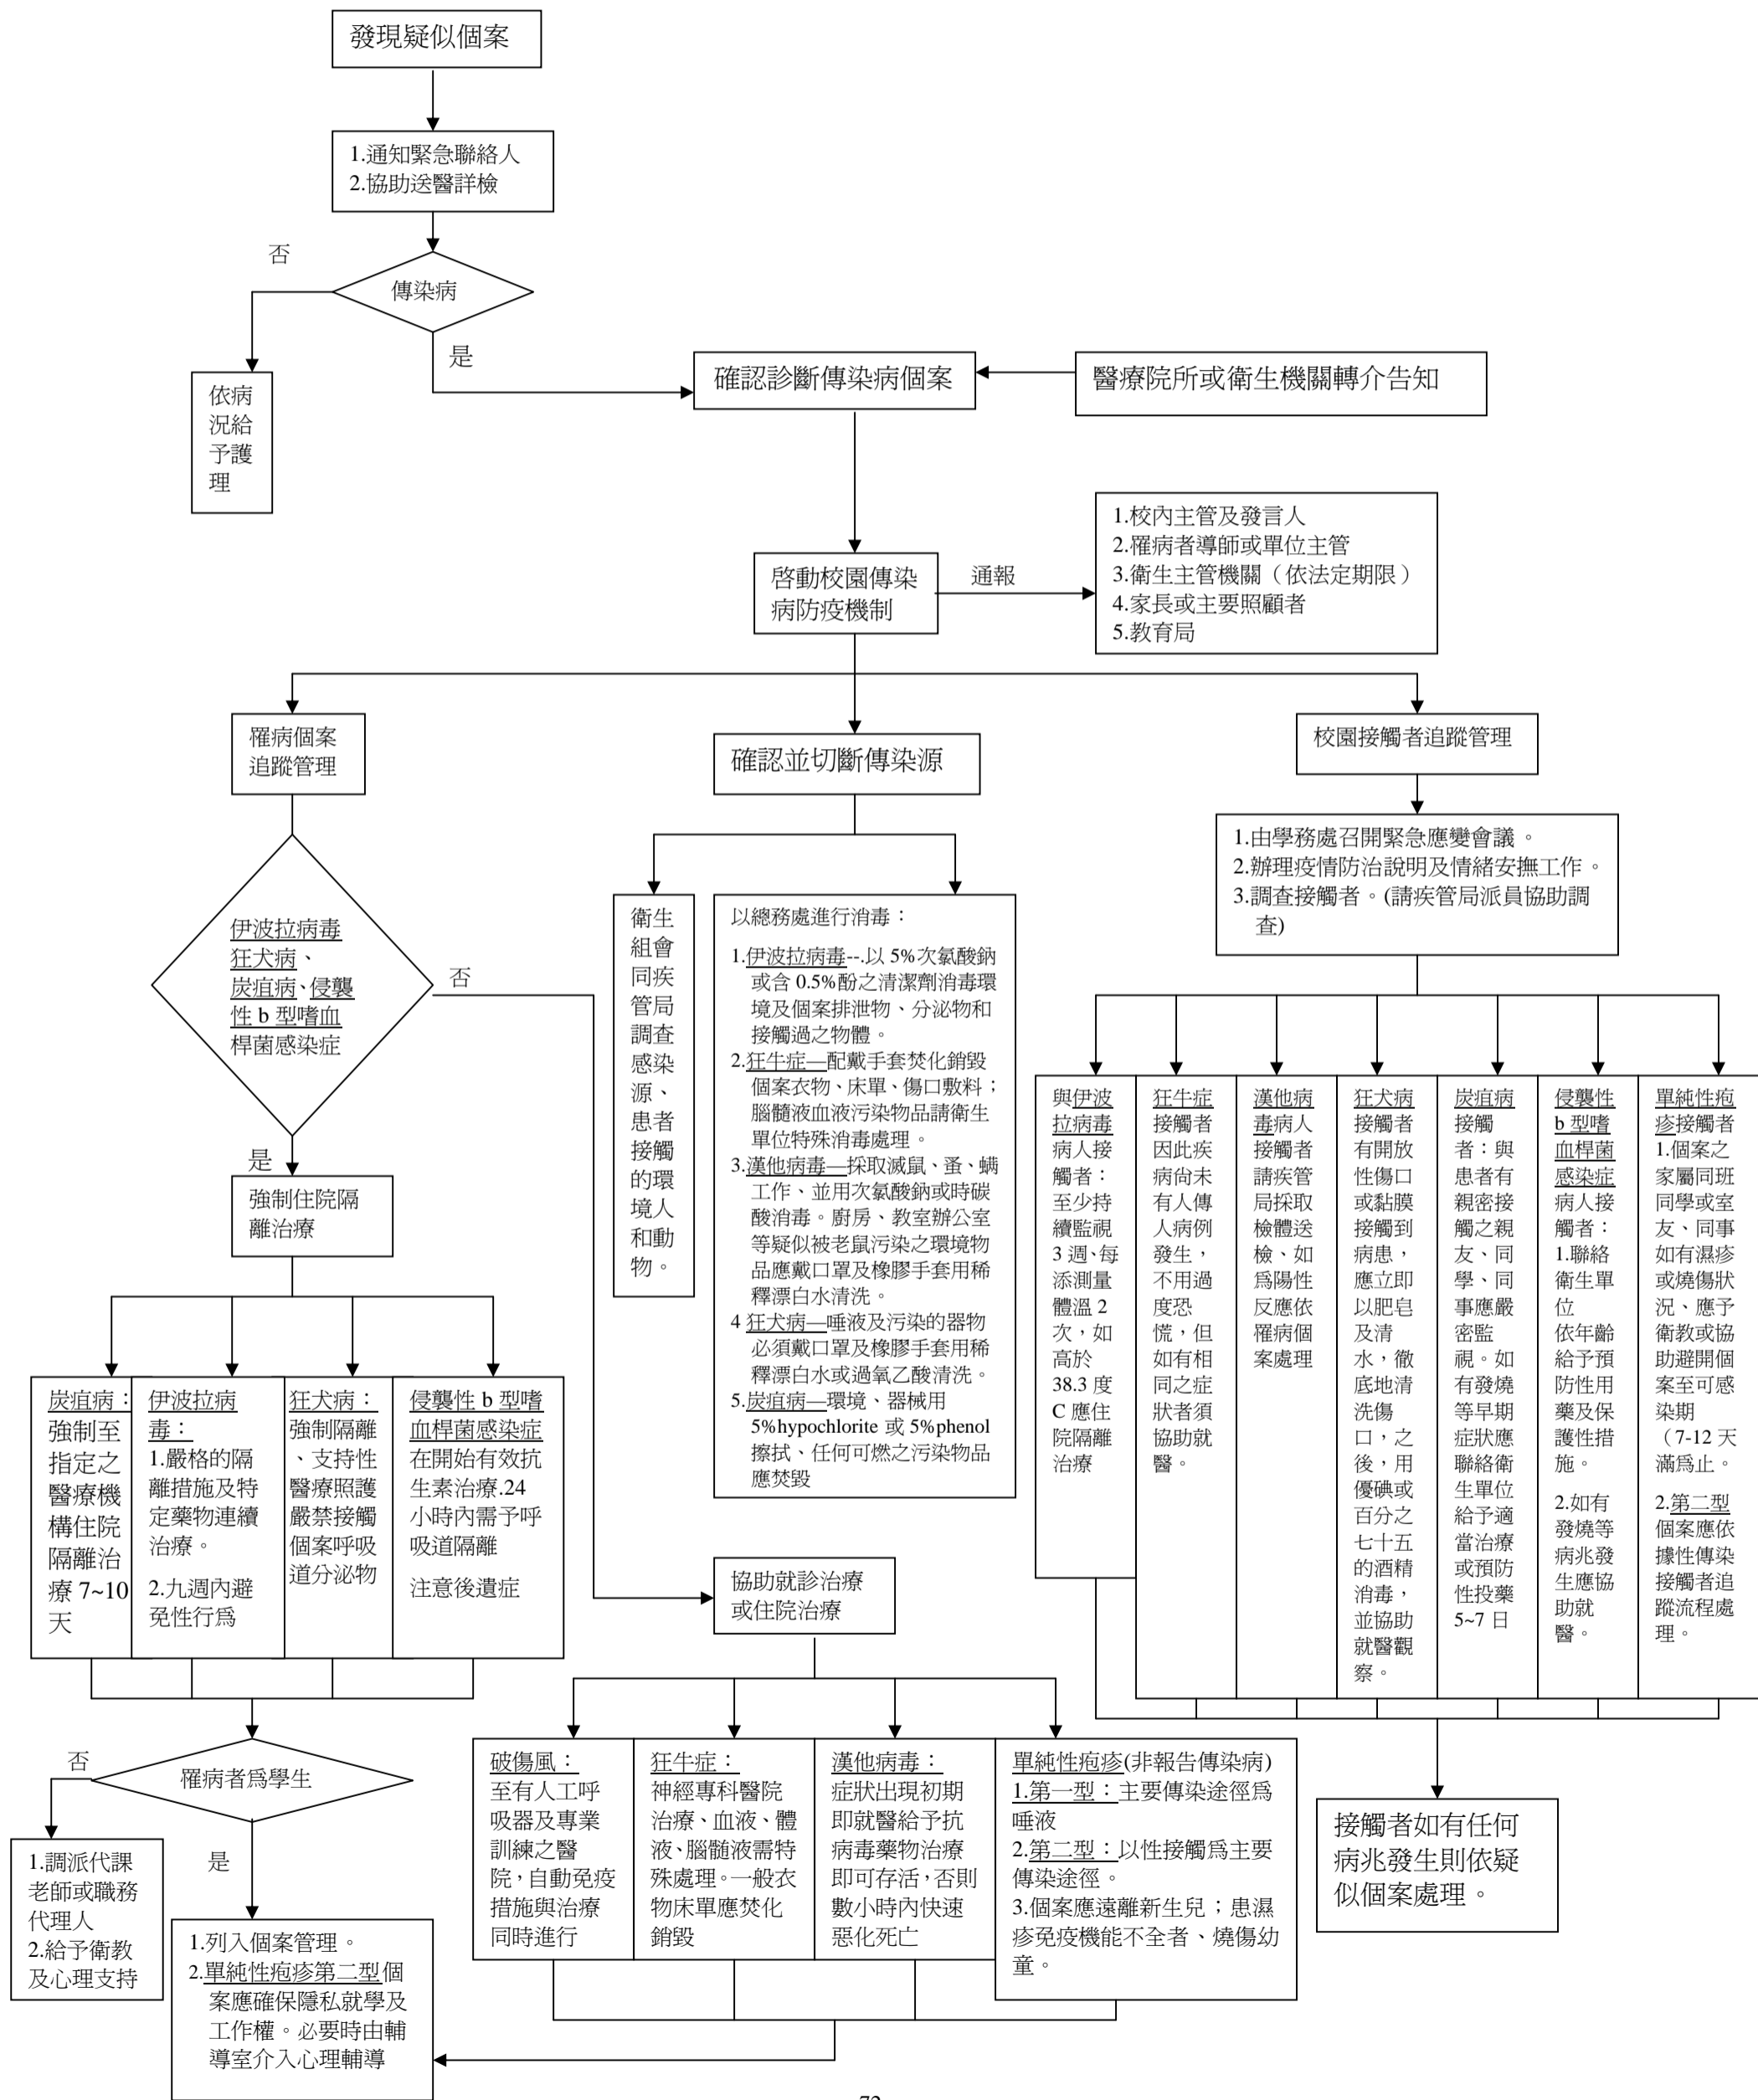 發現疑似個案
1.通知緊急聯絡人
2.協助送醫詳檢
否
傳染病
是
依病
況給
予護
理
確認診斷傳染病個案
醫療院所或衛生機關轉介告知
啓動校園傳染
病防疫機制
通報
1.校內主管及發言人
2.罹病者導師或單位主管
3.衛生主管機關（依法定期限）
4.家長或主要照顧者
5.教育局
罹病個案
追蹤管理
確認並切斷傳染源
校園接觸者追蹤管理
伊波拉病毒
狂犬病、
炭疽病、侵襲
性 b 型嗜血
桿菌感染症
否
是
強制住院隔
離治療
衛生
組會
同疾
管局
調查
感染
源、
患者
接觸
的環
境人
和動
物。
以總務處進行消毒：
1.伊波拉病毒--.以 5%次氯酸鈉
或含 0.5%酚之清潔劑消毒環
境及個案排泄物、分泌物和
接觸過之物體。
2.狂牛症—配戴手套焚化銷毀
個案衣物、床單、傷口敷料；
腦髓液血液污染物品請衛生
單位特殊消毒處理。
3.漢他病毒—採取滅鼠、蚤、蟎
工作、並用次氯酸鈉或時碳
酸消毒。廚房、教室辦公室
等疑似被老鼠污染之環境物
品應戴口罩及橡膠手套用稀
釋漂白水清洗。
4 狂犬病—唾液及污染的器物
必須戴口罩及橡膠手套用稀
釋漂白水或過氧乙酸清洗。
5.炭疽病—環境、器械用
5%hypochlorite 或 5%phenol
擦拭、任何可燃之污染物品
應焚毀
1.由學務處召開緊急應變會議。
2.辦理疫情防治說明及情緒安撫工作。
3.調查接觸者。(請疾管局派員協助調
查)
與伊波
拉病毒
病人接
觸者：
至少持
續監視
3 週、每
添測量
體溫 2
次，如
高於
38.3 度
C 應住
院隔離
治療
狂牛症
接觸者
因此疾
病尚未
有人傳
人病例
發生，
不用過
度恐
慌，但
如有相
同之症
狀者須
協助就
醫。
漢他病
毒病人
接觸者
請疾管
局採取
檢體送
檢、如
爲陽性
反應依
罹病個
案處理
狂犬病
接觸者
有開放
性傷口
或黏膜
接觸到
病患，
應立即
以肥皂
及清
水，徹
底地清
洗傷
口，之
後，用
優碘或
百分之
七十五
的酒精
消毒，
並協助
就醫觀
察。
炭疽病
接觸
者：與
患者有
親密接
觸之親
友、同
學、同
事應嚴
密監
視。如
有發燒
等早期
症狀應
聯絡衛
生單位
給予適
當治療
或預防
性投藥
5~7 日
侵襲性
b 型嗜
血桿菌
感染症
病人接
觸者：
1.聯絡
衛生單
位
依年齡
給予預
防性用
藥及保
護性措
施。
2.如有
發燒等
病兆發
生應協
助就
醫。
單純性疱
疹接觸者
1.個案之
家屬同班
同學或室
友、同事
如有濕疹
或燒傷狀
況、應予
衛教或協
助避開個
案至可感
染期
（7-12 天
滿爲止。
2.第二型
個案應依
據性傳染
接觸者追
蹤流程處
理。
炭疽病：
強制至
指定之
醫療機
構住院
隔離治
療 7~10
天
伊波拉病
毒：
1.嚴格的隔
離措施及特
定藥物連續
治療。
2.九週內避
免性行爲
狂犬病：
強制隔離
、支持性
醫療照護
嚴禁接觸
個案呼吸
道分泌物
侵襲性 b 型嗜
血桿菌感染症
在開始有效抗
生素治療.24
小時內需予呼
吸道隔離
注意後遺症
協助就診治療
或住院治療
否
罹病者爲學生
是
1.調派代課
老師或職務
代理人
2.給予衛教
及心理支持
1.列入個案管理。
2.單純性疱疹第二型個
案應確保隱私就學及
工作權。必要時由輔
導室介入心理輔導
破傷風：
至有人工呼
吸器及專業
訓練之醫
院，自動免疫
措施與治療
同時進行
狂牛症：
神經專科醫院
治療、血液、體
液、腦髓液需特
殊處理。一般衣
物床單應焚化
銷毀
漢他病毒：
症狀出現初期
即就醫給予抗
病毒藥物治療
即可存活，否則
數小時內快速
惡化死亡
單純性疱疹(非報告傳染病)
1.第一型：主要傳染途徑爲
唾液
2.第二型：以性接觸爲主要
傳染途徑。
3.個案應遠離新生兒；患濕
疹免疫機能不全者、燒傷幼
童。
接觸者如有任何
病兆發生則依疑
似個案處理。
72